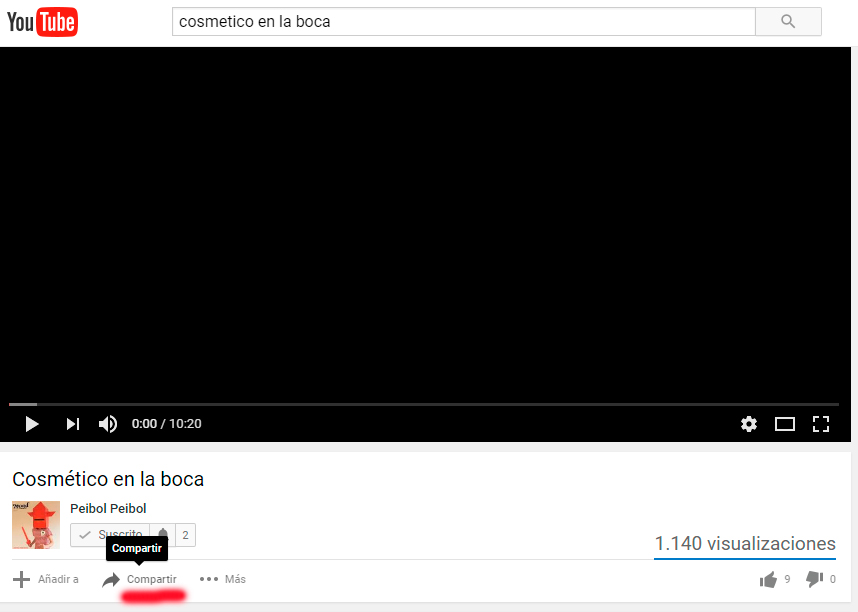 YouTube
cosmetico en la boca
0:00 / 10:20
Cosmético en la boca
Peibol Peibol
Suscrito 2
Compartir
1.140 visualizaciones
Añadir a Compartir Más 9 0